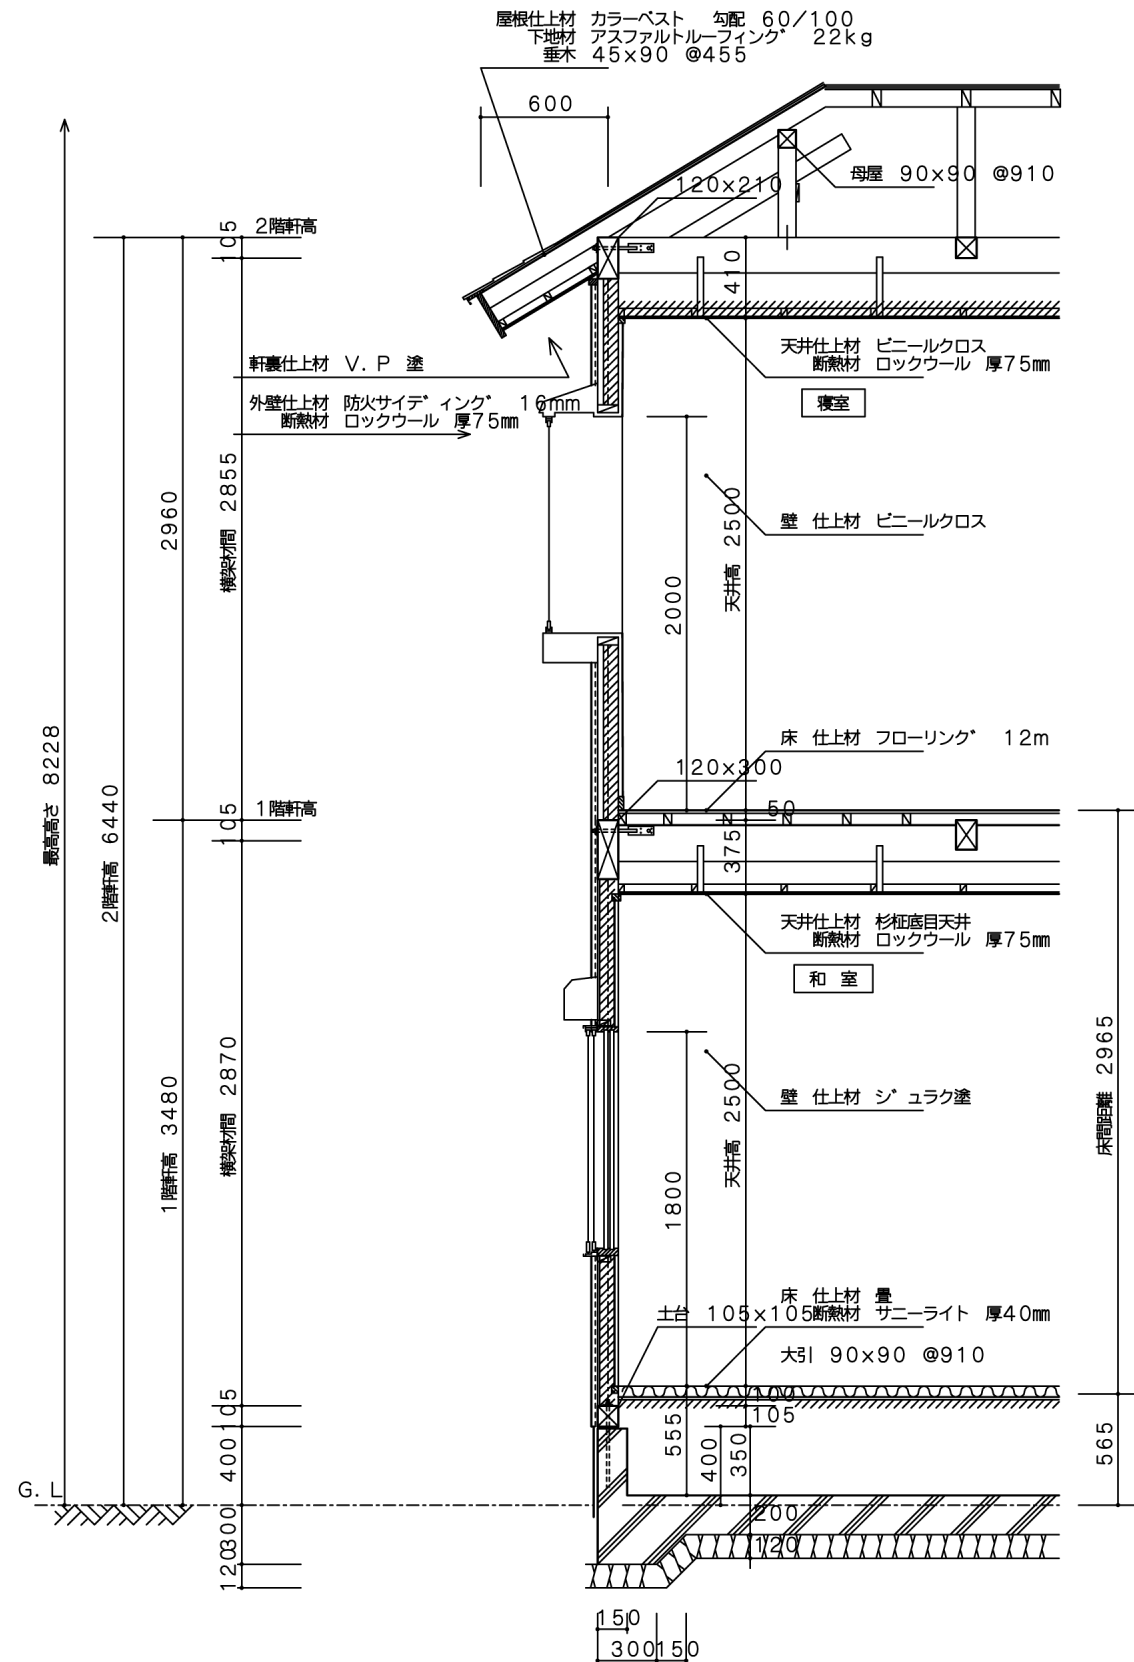 屋根仕上材 カラーベスト 勾配 60/100
下地材 アスファルトルーフィング 22kg
垂木 45x90 @455
600
母屋 90x90 @910
120x210
105
2階軒高
410
天井仕上材 ビニールクロス
断熱材 ロックウール 厚75mm
寝室
軒裏仕上材 V.P 塗
外壁仕上材 防火サイディング 16mm
断熱材 ロックウール 厚75mm
2960
横架材間 2855
天井高 2500
壁 仕上材 ビニールクロス
2000
床 仕上材 フローリング 12m
120x300
最高高さ 8228
2階軒高 6440
105
1階軒高
50
375
天井仕上材 杉柾底目天井
断熱材 ロックウール 厚75mm
和 室
1階軒高 3480
横架材間 2870
天井高 2500
壁 仕上材 ジュラク塗
1800
床間距離 2965
床 仕上材 畳
土台 105x105
断熱材 サニーライト 厚40mm
大引 90x90 @910
105
100
105
400
555
400
350
565
G.L
300
120
200
120
150
300
150